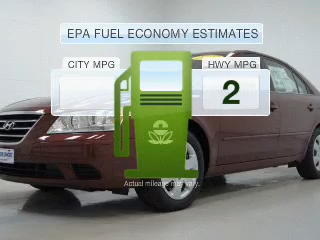 EPA FUEL ECONOMY ESTIMATES
CITY MPG
HWY MPG
2
Actual mileage may vary.